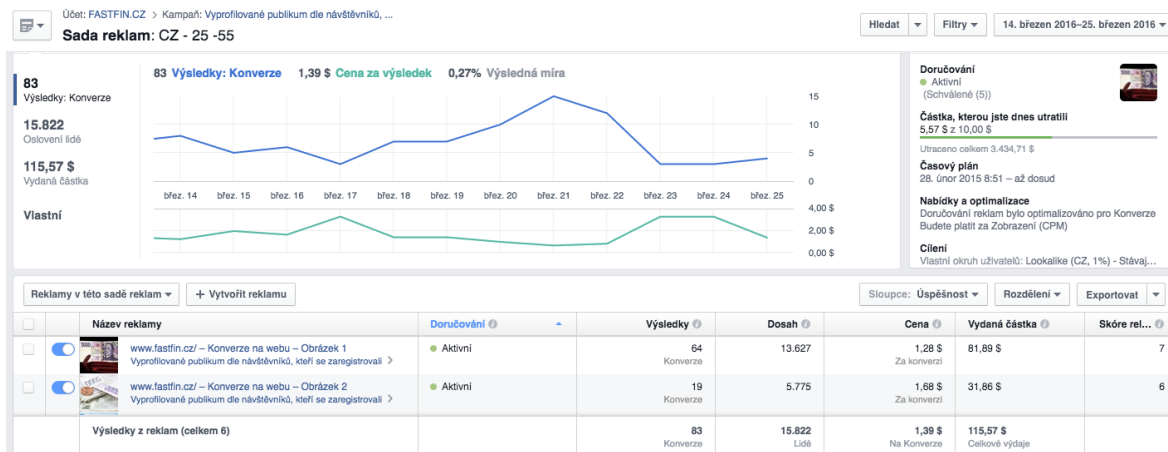 Účet: FASTFIN.CZ > Kampaň: Vyprofilované publikum dle návštěvníků, ...
Sada reklam: CZ - 25 -55
Hledat
Filtry
14. březen 2016–25. březen 2016
83
Výsledky: Konverze
15.822
Oslovení lidé
115,57 $
Vydaná částka
Vlastní
83 Výsledky: Konverze 1,39 $ Cena za výsledek 0,27% Výsledná míra
15
10
5
0
břez. 14 břez. 15 břez. 16 břez. 17 břez. 18 břez. 19 břez. 20 břez. 21 břez. 22 břez. 23 břez. 24 břez. 25
4,00 $
2,00 $
0,00 $
Doručování
Aktivní
(Schválené (5))
Částka, kterou jste dnes utratili
5,57 $ z 10,00 $
Utraceno celkem 3.434,71 $
Časový plán
28. únor 2015 8:51 – až dosud
Nabídky a optimalizace
Doručování reklam bylo optimalizováno pro Konverze
Budete platit za Zobrazení (CPM)
Cílení
Vlastní okruh uživatelů: Lookalike (CZ, 1%) - Stávaj...
Reklamy v této sadě reklam + Vytvořit reklamu Sloupce: Úspěšnost Rozdělení Exportovat
Název reklamy Doručování Výsledky Dosah Cena Vydaná částka Skóre rel...
www.fastfin.cz/ – Konverze na webu – Obrázek 1 Aktivní 64 13.627 1,28 $ 81,89 $ 7
Vyprofilované publikum dle návštěvníků, kteří se zaregistrovali > Konverze Za konverzi
www.fastfin.cz/ – Konverze na webu – Obrázek 2 Aktivní 19 5.775 1,68 $ 31,86 $ 6
Vyprofilované publikum dle návštěvníků, kteří se zaregistrovali > Konverze Za konverzi
Výsledky z reklam (celkem 6) 83 15.822 1,39 $ 115,57 $
Konverze Lidé Na Konverze Celkové výdaje